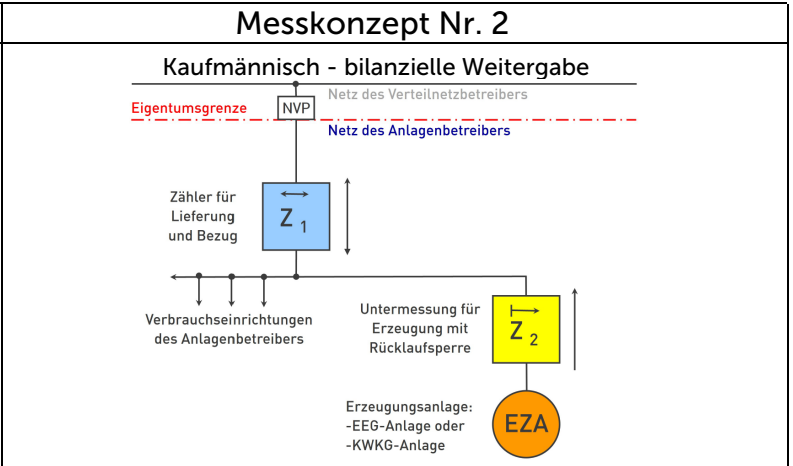 Messkonzept Nr. 2
Kaufmännisch - bilanzielle Weitergabe
Netz des Verteilnetzbetreibers
Eigentumsgrenze
NVP
Netz des Anlagenbetreibers
Zähler für
Lieferung
und Bezug
Z 1
Verbrauchseinrichtungen
des Anlagenbetreibers
Untermessung für
Erzeugung mit
Rücklaufsperre
Z 2
Erzeugungsanlage:
-EEG-Anlage oder
-KWKG-Anlage
EZA